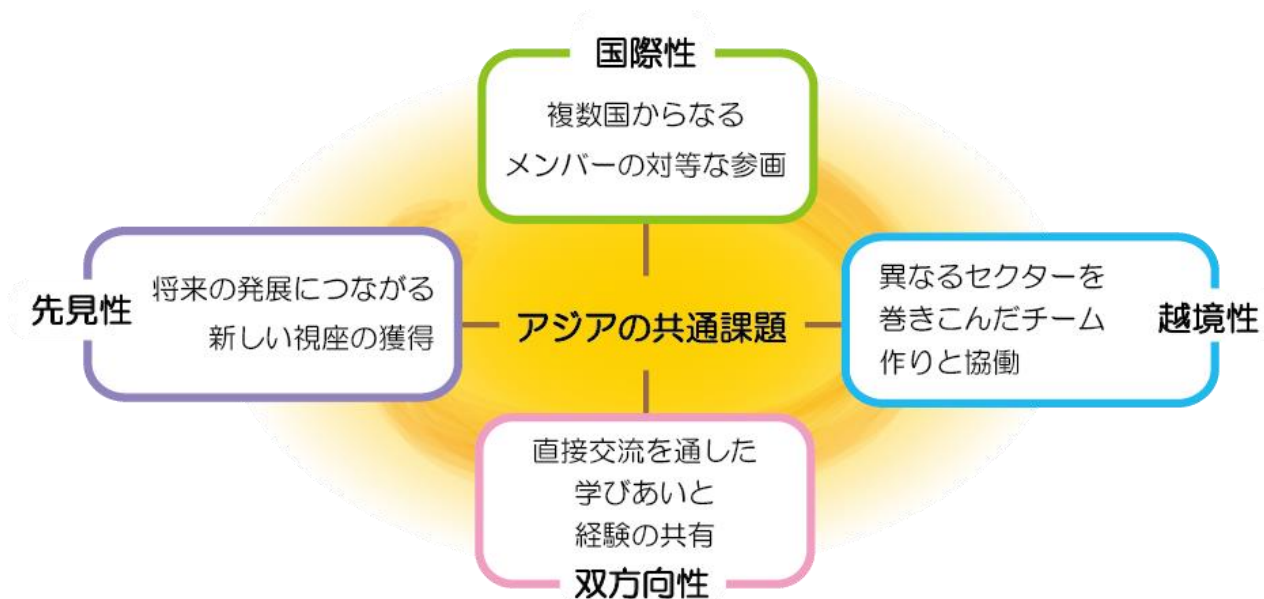 国際性
複数国からなる
メンバーの対等な参画
先見性
将来の発展につながる
新しい視座の獲得
アジアの共通課題
異なるセクターを
巻きこんだチーム
作りと協働
越境性
直接交流を通した
学びあいと
経験の共有
双方向性